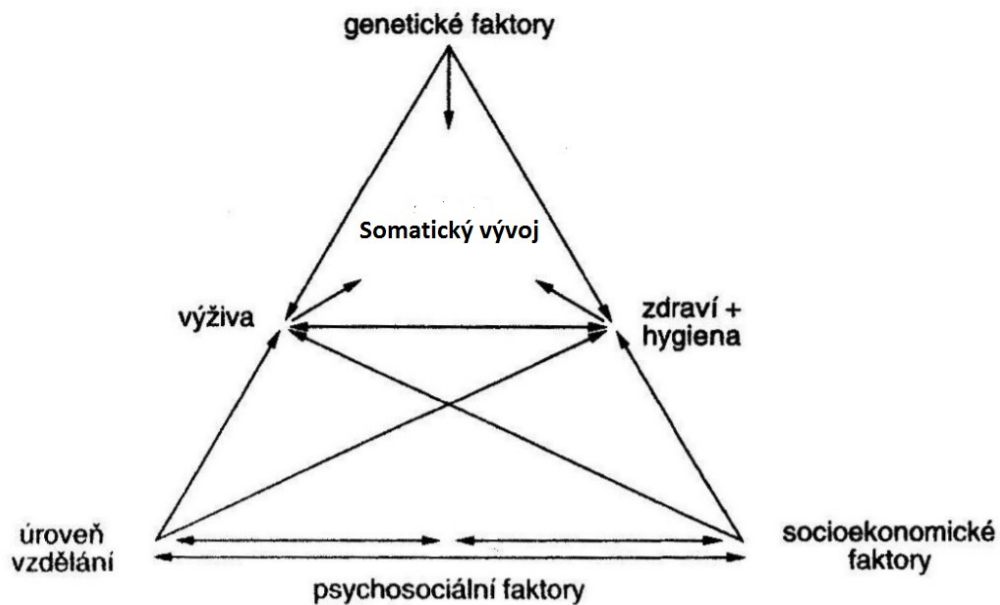 genetické faktory
Somatický vývoj
výživa
zdraví +
hygiena
úroveň
vzdělání
socioekonomické
faktory
psychosociální faktory